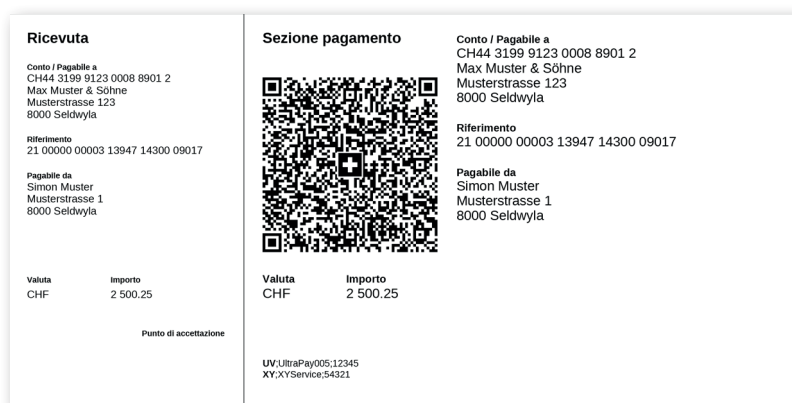 Ricevuta
Conto / Pagabile a
CH44 3199 9123 0008 8901 2
Max Muster & Söhne
Musterstrasse 123
8000 Seldwyla
Riferimento
21 00000 00003 13947 14300 09017
Pagabile da
Simon Muster
Musterstrasse 1
8000 Seldwyla
Valuta Importo
CHF 2 500.25
Punto di accettazione
Sezione pagamento
Valuta Importo
CHF 2 500.25
UV;UltraPay005;12345
XY;XYService;54321
Conto / Pagabile a
CH44 3199 9123 0008 8901 2
Max Muster & Söhne
Musterstrasse 123
8000 Seldwyla
Riferimento
21 00000 00003 13947 14300 09017
Pagabile da
Simon Muster
Musterstrasse 1
8000 Seldwyla